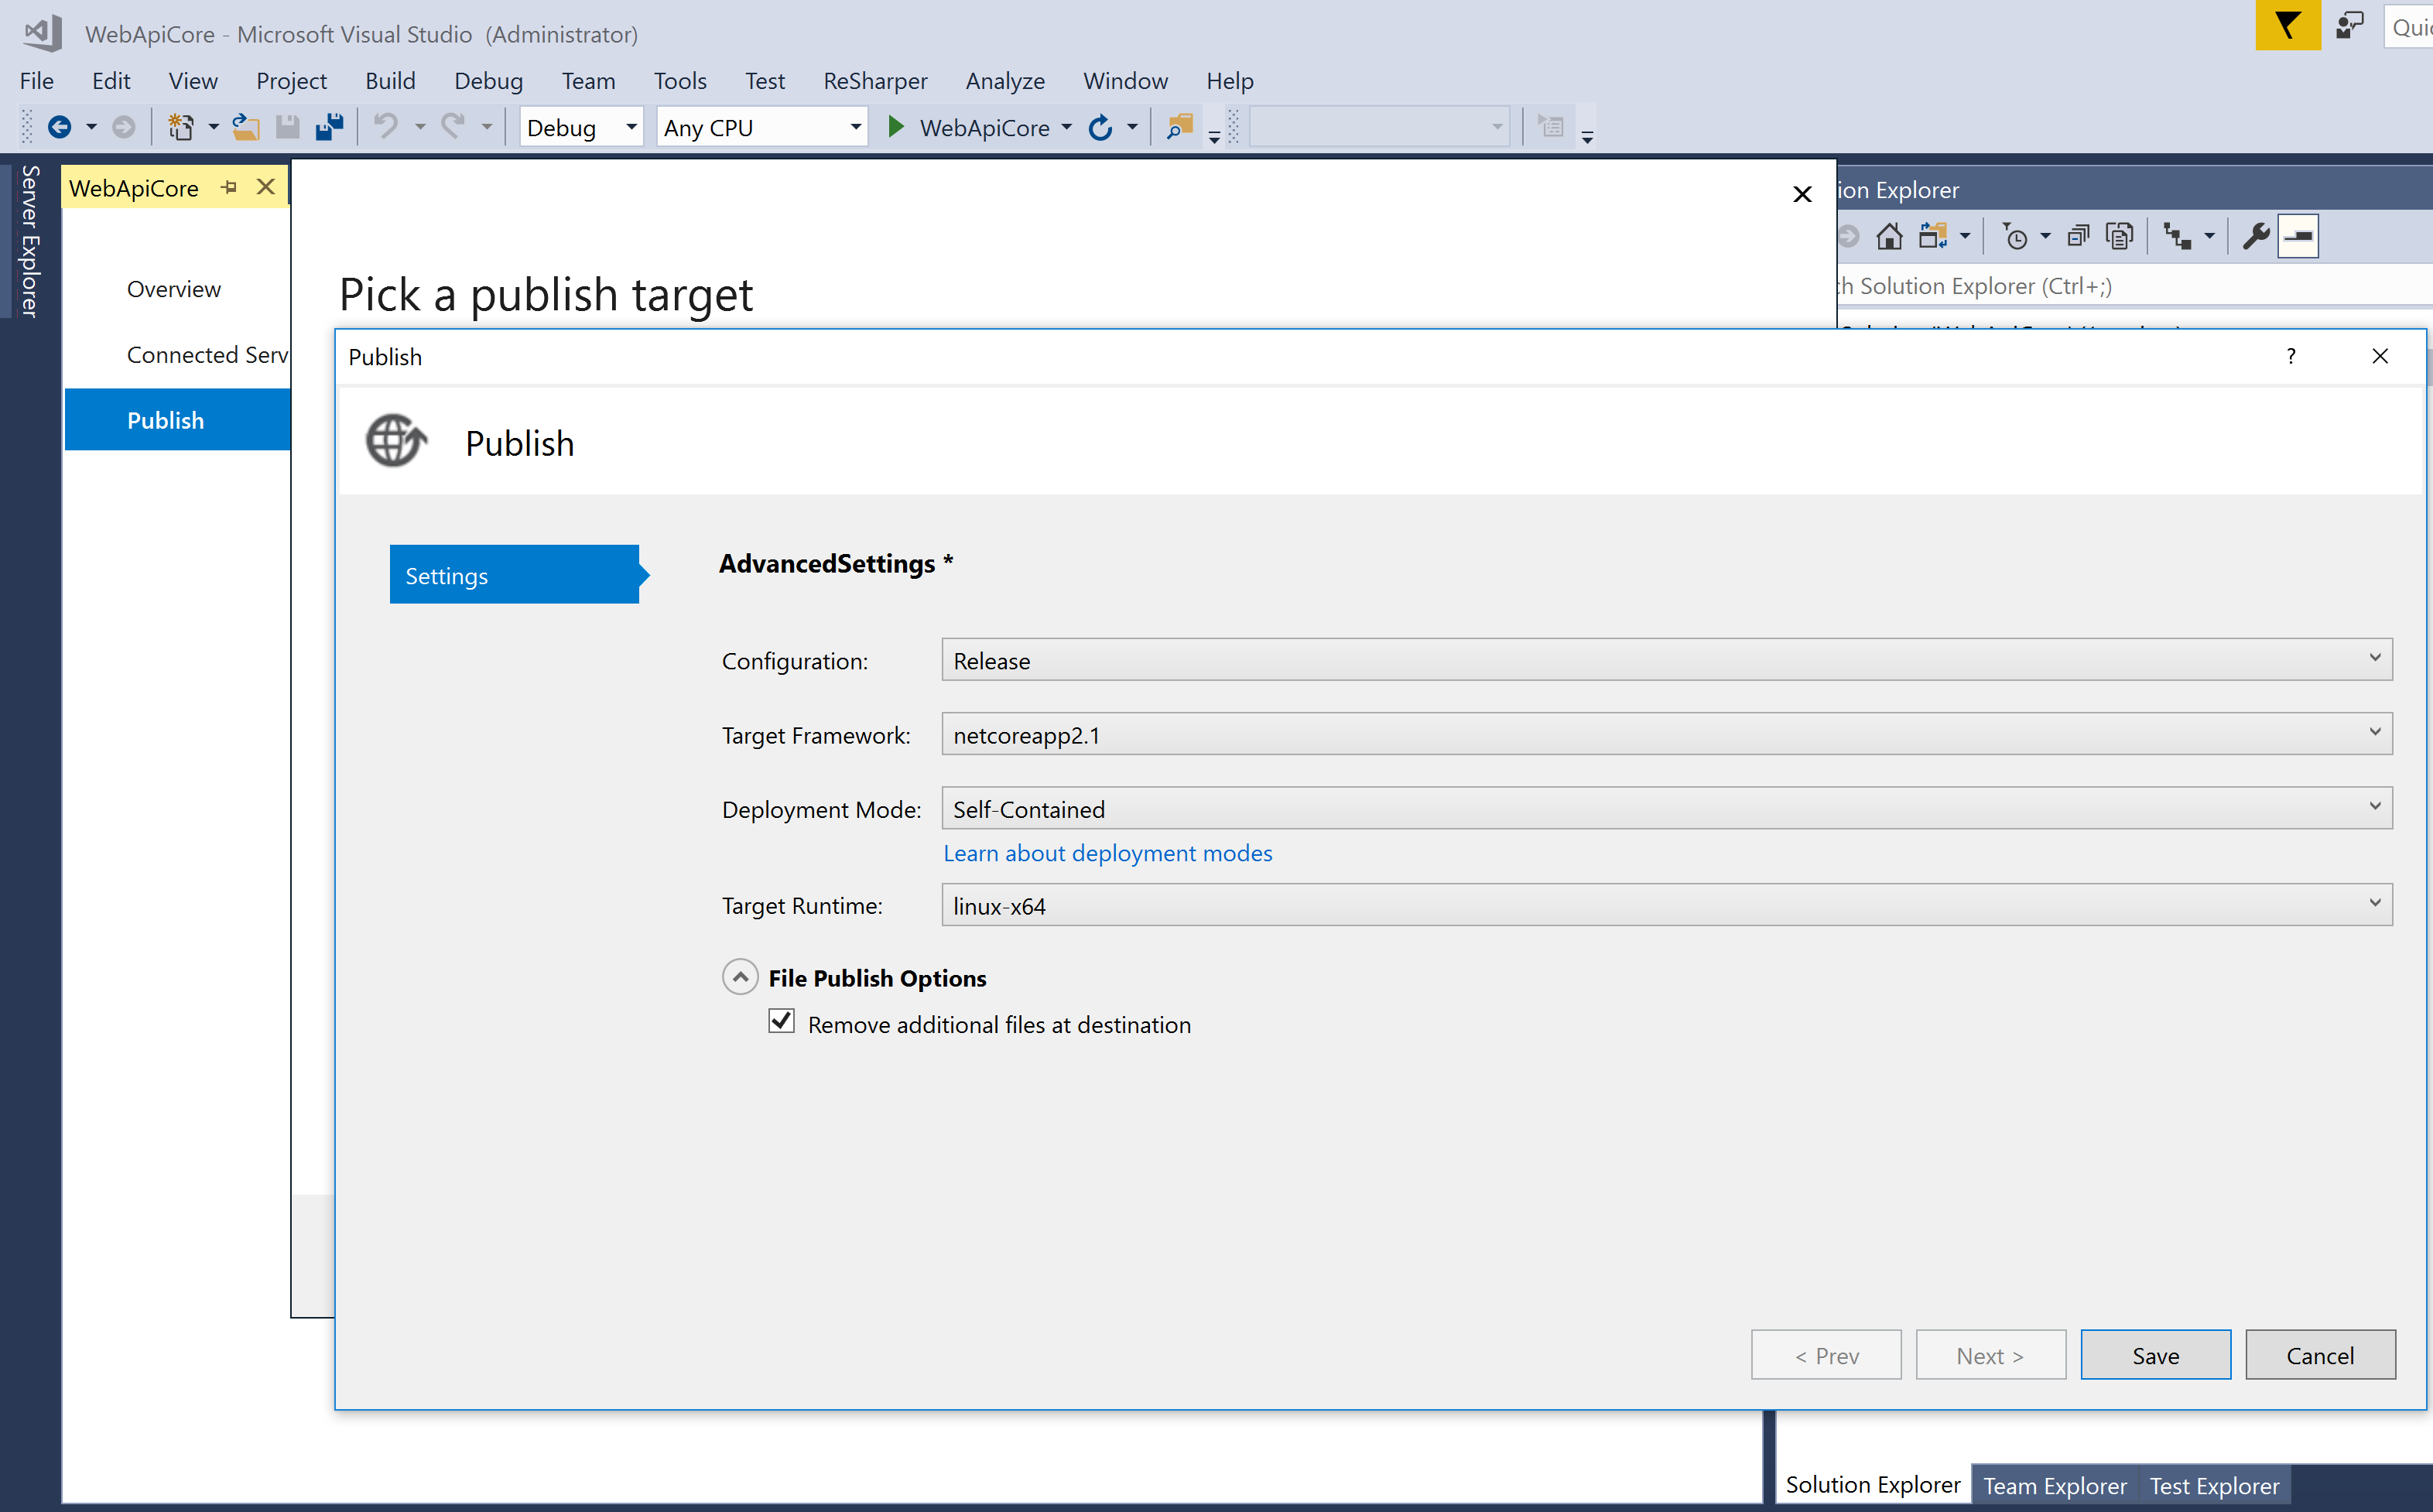 WebApiCore - Microsoft Visual Studio (Administrator)
File Edit View Project Build Debug Team Tools Test ReSharper Analyze Window Help
Debug Any CPU WebApiCore
Server Explorer
WebApiCore
Overview
Connected Serv
Publish
Pick a publish target
ion Explorer
h Solution Explorer (Ctrl+;)
Publish ?
Publish
Settings
AdvancedSettings *
Configuration: Release
Target Framework: netcoreapp2.1
Deployment Mode: Self-Contained
Learn about deployment modes
Target Runtime: linux-x64
File Publish Options
Remove additional files at destination
< Prev Next > Save Cancel
Solution Explorer Team Explorer Test Explorer